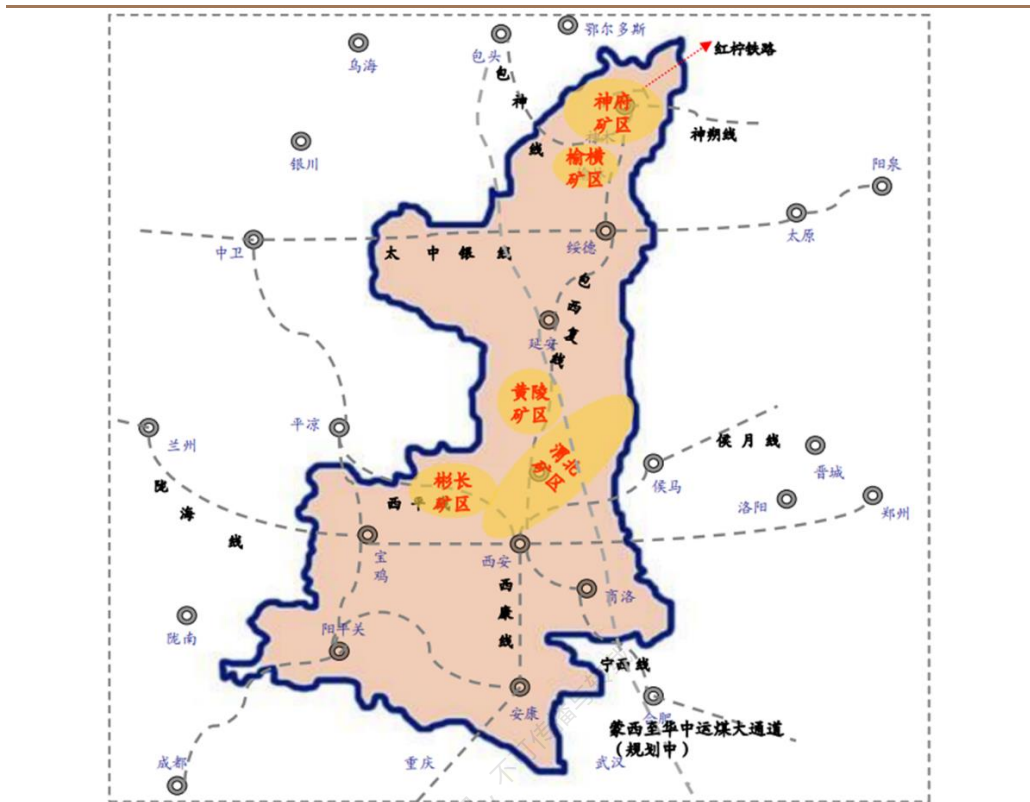 鄂尔多斯
包头
乌海
红柠铁路
包
神
线
神府
矿区
神木
神朔线
银川
榆横
矿区
阳泉
中卫
太中银线
绥德
太原
包
西
复
线
延安
黄陵
矿区
平凉
兰州
渭北
矿区
侯月线
侯马
晋城
彬长
矿区
西平
洛阳
郑州
陇
海
线
宝
鸡
西安
西
康
线
商洛
陇南
阳平关
宁西线
安康
合肥
蒙西至华中运煤大通道
（规划中）
成都
重庆
武汉